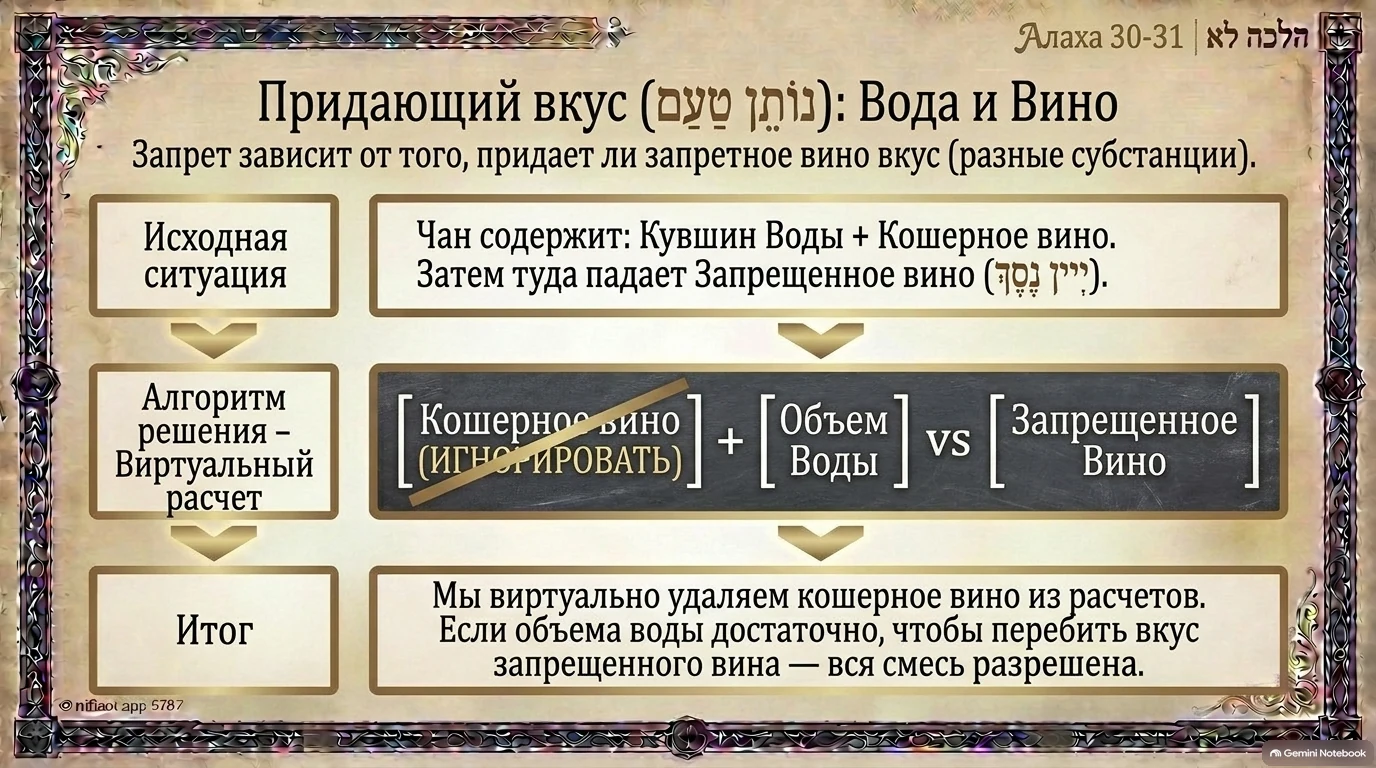 Алаха 30-31 | הלכה לא
Придающий вкус (נוֹתֵן טַעַם): Вода и Вино
Запрет зависит от того, придает ли запретное вино вкус (разные субстанции).
Исходная
ситуация
Чан содержит: Кувшин Воды + Кошерное вино.
Затем туда падает Запрещенное вино (יְיין נֶסֶךְ).
Алгоритм
решения –
Виртуальный
расчет
[Кошерное вино
(ИГНОРИРОВАТЬ)]
+
[Объем
Воды]
vs
[Запрещенное
Вино]
Итог
Мы виртуально удаляем кошерное вино из расчетов.
Если объема воды достаточно, чтобы перебить вкус
запрещенного вина — вся смесь разрешена.
app 5787
Gemini Notebook